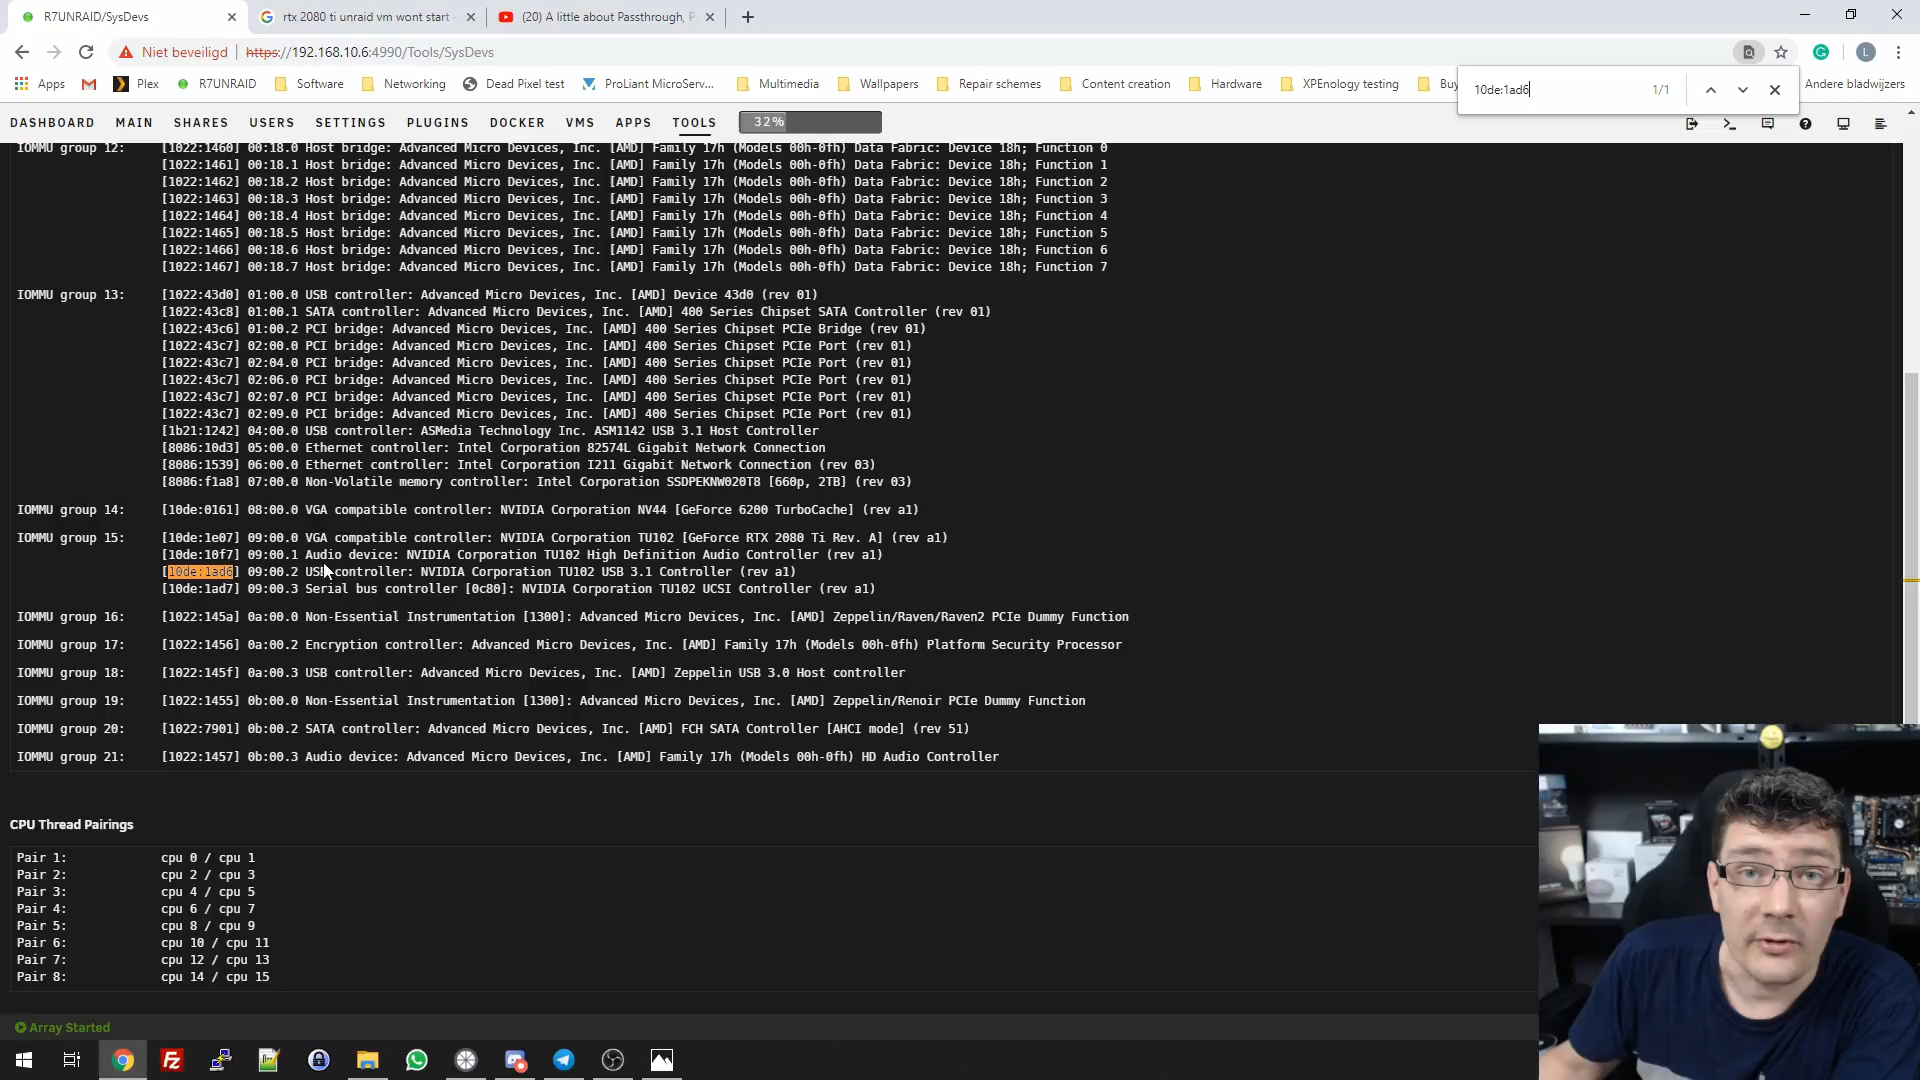 R7UNRAID/SysDevs
rtx 2080 ti unraid vm wont start -
(20) A little about Passthrough, P
Niet beveiligd
https://192.168.10.6:4990/Tools/SysDevs
L
Apps
Plex
R7UNRAID
Software
Networking
Dead Pixel test
ProLiant MicroServ...
Multimedia
Wallpapers
Repair schemes
Content creation
Hardware
XPEnology testing
Buy
Andere bladwijzers
10de:1ad6
1/1
DASHBOARD MAIN SHARES USERS SETTINGS PLUGINS DOCKER VMS APPS TOOLS 32%
IOMMU group 12: [1022:1460] 00:18.0 Host bridge: Advanced Micro Devices, Inc. [AMD] Family 17h (Models 00h-0fh) Data Fabric: Device 18h; Function 0
[1022:1461] 00:18.1 Host bridge: Advanced Micro Devices, Inc. [AMD] Family 17h (Models 00h-0fh) Data Fabric: Device 18h; Function 1
[1022:1462] 00:18.2 Host bridge: Advanced Micro Devices, Inc. [AMD] Family 17h (Models 00h-0fh) Data Fabric: Device 18h; Function 2
[1022:1463] 00:18.3 Host bridge: Advanced Micro Devices, Inc. [AMD] Family 17h (Models 00h-0fh) Data Fabric: Device 18h; Function 3
[1022:1464] 00:18.4 Host bridge: Advanced Micro Devices, Inc. [AMD] Family 17h (Models 00h-0fh) Data Fabric: Device 18h; Function 4
[1022:1465] 00:18.5 Host bridge: Advanced Micro Devices, Inc. [AMD] Family 17h (Models 00h-0fh) Data Fabric: Device 18h; Function 5
[1022:1466] 00:18.6 Host bridge: Advanced Micro Devices, Inc. [AMD] Family 17h (Models 00h-0fh) Data Fabric: Device 18h; Function 6
[1022:1467] 00:18.7 Host bridge: Advanced Micro Devices, Inc. [AMD] Family 17h (Models 00h-0fh) Data Fabric: Device 18h; Function 7
IOMMU group 13: [1022:43d0] 01:00.0 USB controller: Advanced Micro Devices, Inc. [AMD] Device 43d0 (rev 01)
[1022:43c8] 01:00.1 SATA controller: Advanced Micro Devices, Inc. [AMD] 400 Series Chipset SATA Controller (rev 01)
[1022:43c6] 01:00.2 PCI bridge: Advanced Micro Devices, Inc. [AMD] 400 Series Chipset PCIe Bridge (rev 01)
[1022:43c7] 02:00.0 PCI bridge: Advanced Micro Devices, Inc. [AMD] 400 Series Chipset PCIe Port (rev 01)
[1022:43c7] 02:04.0 PCI bridge: Advanced Micro Devices, Inc. [AMD] 400 Series Chipset PCIe Port (rev 01)
[1022:43c7] 02:06.0 PCI bridge: Advanced Micro Devices, Inc. [AMD] 400 Series Chipset PCIe Port (rev 01)
[1022:43c7] 02:07.0 PCI bridge: Advanced Micro Devices, Inc. [AMD] 400 Series Chipset PCIe Port (rev 01)
[1022:43c7] 02:09.0 PCI bridge: Advanced Micro Devices, Inc. [AMD] 400 Series Chipset PCIe Port (rev 01)
[1b21:1242] 04:00.0 USB controller: ASMedia Technology Inc. ASM1142 USB 3.1 Host Controller
[8086:10d3] 05:00.0 Ethernet controller: Intel Corporation 82574L Gigabit Network Connection
[8086:1539] 06:00.0 Ethernet controller: Intel Corporation I211 Gigabit Network Connection (rev 03)
[8086:f1a8] 07:00.0 Non-Volatile memory controller: Intel Corporation SSDPEKNW020T8 [660p, 2TB] (rev 03)
IOMMU group 14: [10de:0161] 08:00.0 VGA compatible controller: NVIDIA Corporation NV44 [GeForce 6200 TurboCache] (rev a1)
IOMMU group 15: [10de:1e07] 09:00.0 VGA compatible controller: NVIDIA Corporation TU102 [GeForce RTX 2080 Ti Rev. A] (rev a1)
[10de:10f7] 09:00.1 Audio device: NVIDIA Corporation TU102 High Definition Audio Controller (rev a1)
[10de:1ad6] 09:00.2 USB controller: NVIDIA Corporation TU102 USB 3.1 Controller (rev a1)
[10de:1ad7] 09:00.3 Serial bus controller [0c80]: NVIDIA Corporation TU102 UCSI Controller (rev a1)
IOMMU group 16: [1022:145a] 0a:00.0 Non-Essential Instrumentation [1300]: Advanced Micro Devices, Inc. [AMD] Zeppelin/Raven/Raven2 PCIe Dummy Function
IOMMU group 17: [1022:1456] 0a:00.2 Encryption controller: Advanced Micro Devices, Inc. [AMD] Family 17h (Models 00h-0fh) Platform Security Processor
IOMMU group 18: [1022:145f] 0a:00.3 USB controller: Advanced Micro Devices, Inc. [AMD] Zeppelin USB 3.0 Host controller
IOMMU group 19: [1022:1455] 0b:00.0 Non-Essential Instrumentation [1300]: Advanced Micro Devices, Inc. [AMD] Zeppelin/Renoir PCIe Dummy Function
IOMMU group 20: [1022:7901] 0b:00.2 SATA controller: Advanced Micro Devices, Inc. [AMD] FCH SATA Controller [AHCI mode] (rev 51)
IOMMU group 21: [1022:1457] 0b:00.3 Audio device: Advanced Micro Devices, Inc. [AMD] Family 17h (Models 00h-0fh) HD Audio Controller
CPU Thread Pairings
Pair 1: cpu 0 / cpu 1
Pair 2: cpu 2 / cpu 3
Pair 3: cpu 4 / cpu 5
Pair 4: cpu 6 / cpu 7
Pair 5: cpu 8 / cpu 9
Pair 6: cpu 10 / cpu 11
Pair 7: cpu 12 / cpu 13
Pair 8: cpu 14 / cpu 15
Array Started